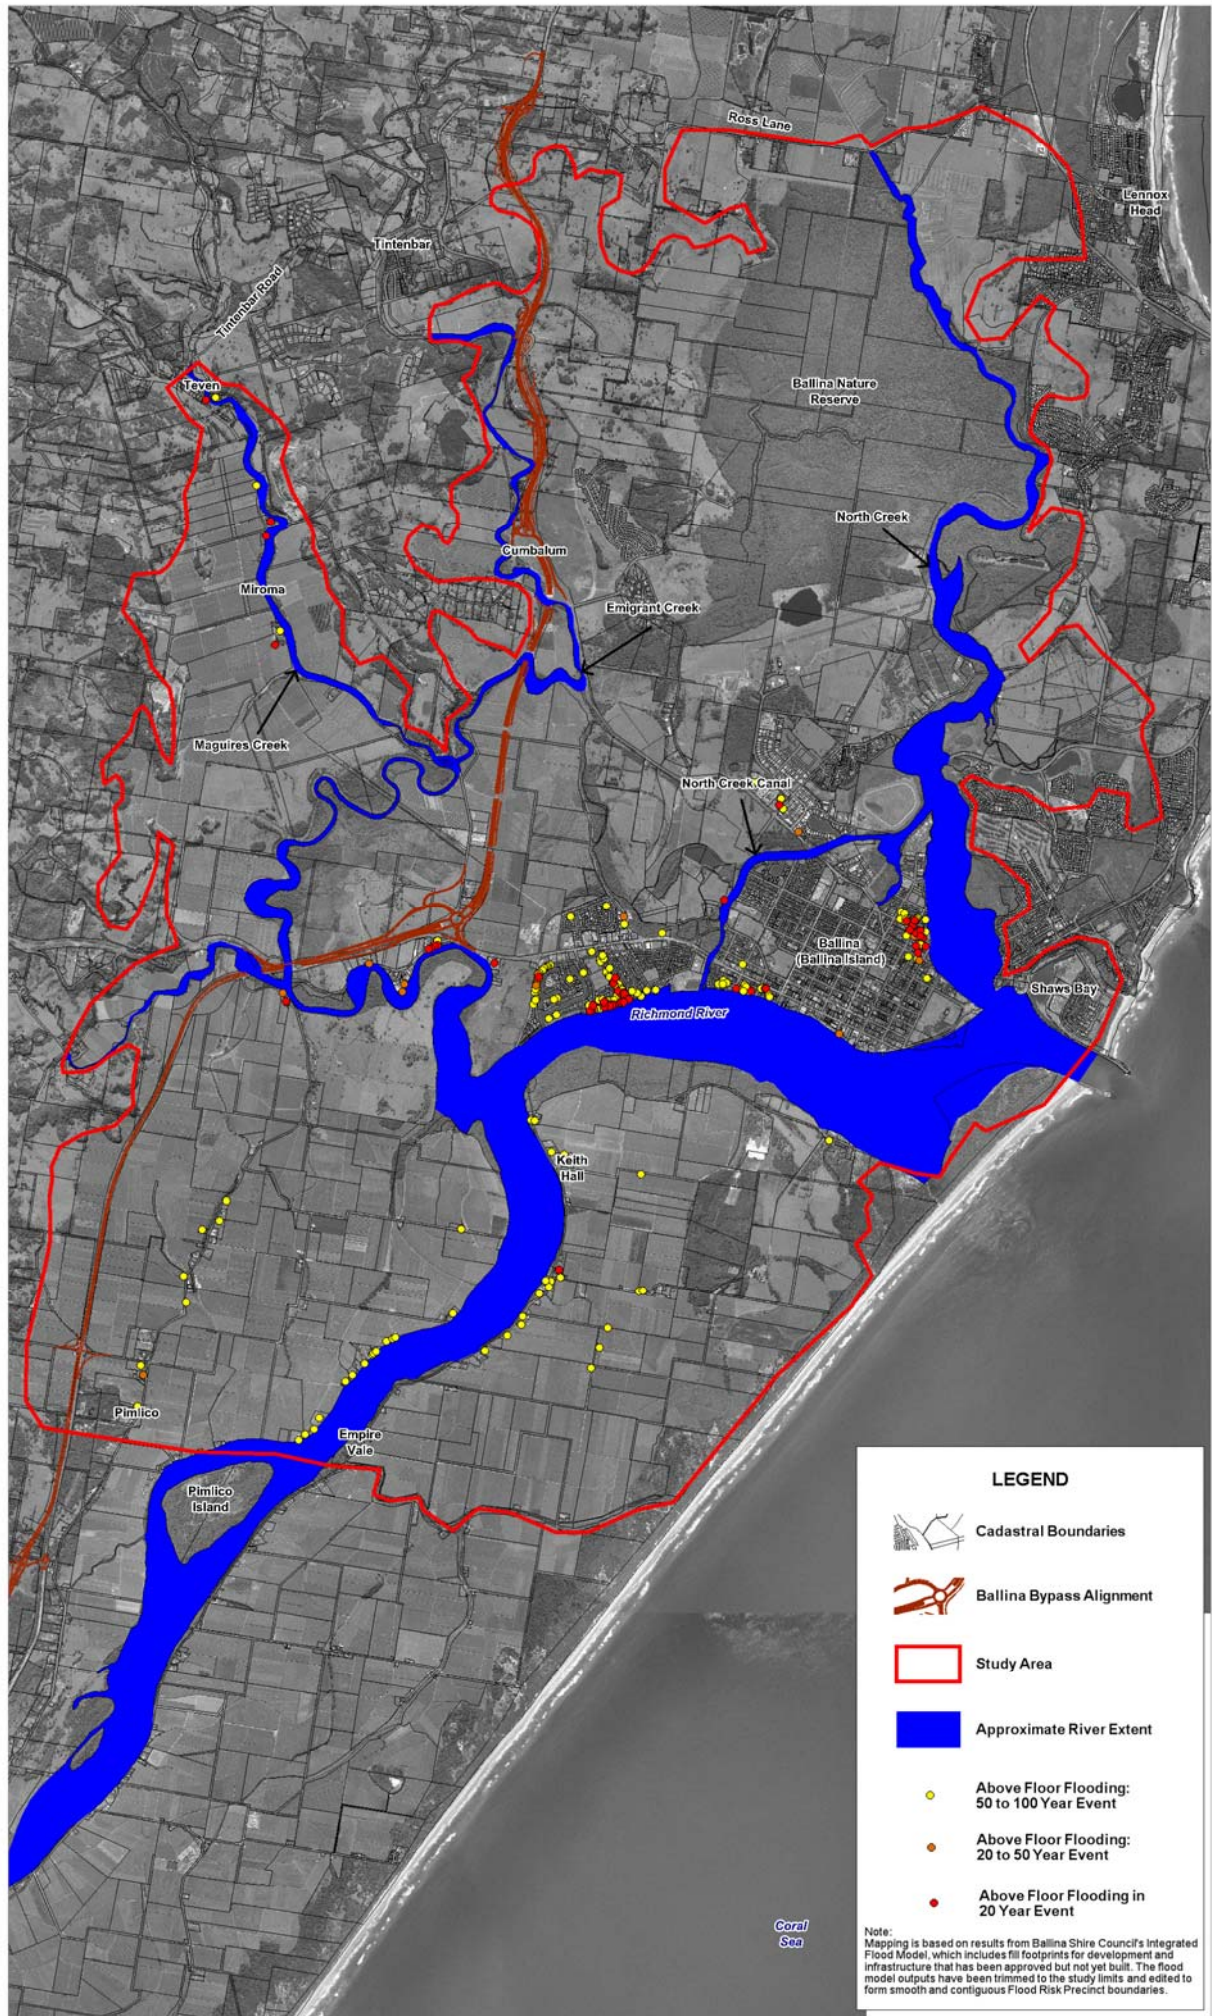 Ross Lane
Lennox
Head
Tintenbar
Tintenbar Road
Teven
Ballina Nature
Reserve
North Creek
Cumbalum
Miroma
Emigrant Creek
Maguires Creek
North Creek Canal
Ballina
(Ballina Island)
Shaws Bay
Richmond River
Keith
Hall
Pimlico
Empire
Vale
Pimlico
Island
Coral
Sea
LEGEND
Cadastral Boundaries
Ballina Bypass Alignment
Study Area
Approximate River Extent
Above Floor Flooding:
50 to 100 Year Event
Above Floor Flooding:
20 to 50 Year Event
Above Floor Flooding in
20 Year Event
Note:
Mapping is based on results from Ballina Shire Council's Integrated
Flood Model, which includes fill footprints for development and
infrastructure that has been approved but not yet built. The flood
model outputs have been trimmed to the study limits and edited to
form smooth and contiguous Flood Risk Precinct boundaries.